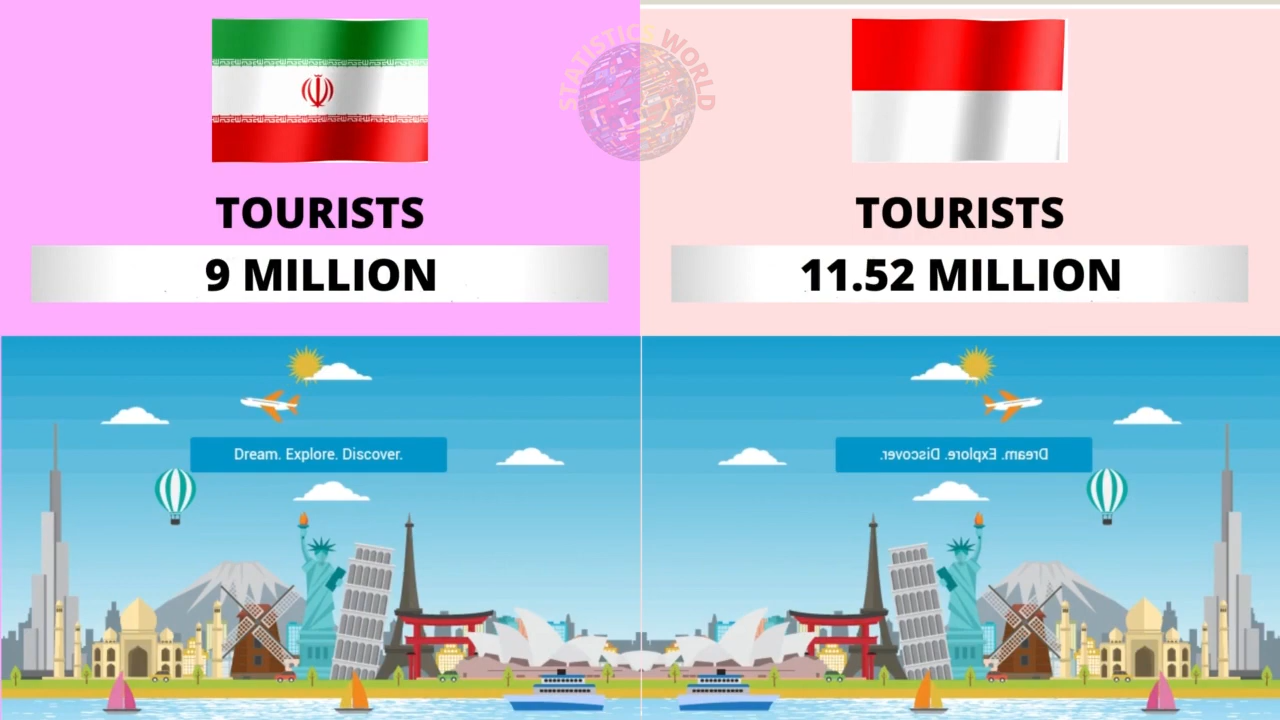 STATISTICS WORLD
TOURISTS
9 MILLION
Dream. Explore. Discover.
TOURISTS
11.52 MILLION
Dream. Explore. Discover.